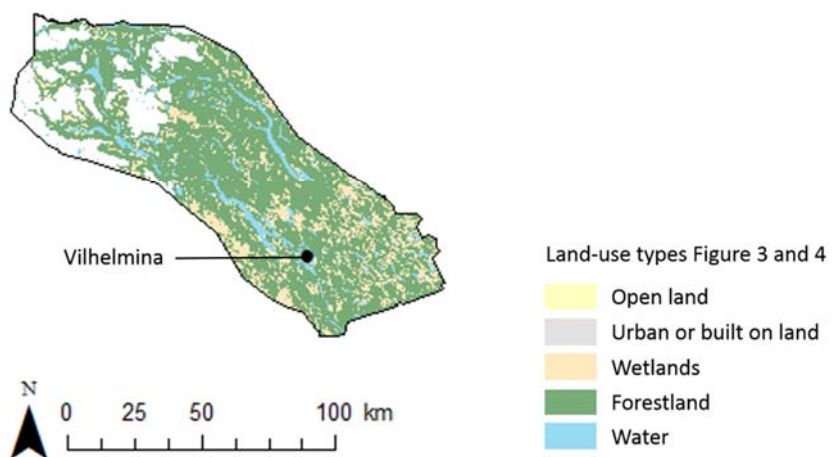 Vilhelmina
Land-use types Figure 3 and 4
Open land
Urban or built on land
Wetlands
Forestland
Water
N
0 25 50 100 km